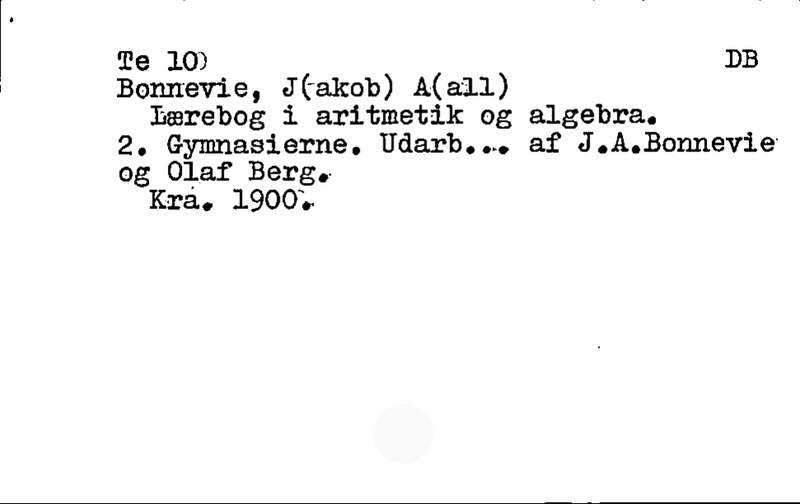 Te 10) DB
Bonnevie, J(akob) A(all)
Lærebog i aritmetik og algebra.
2. Gymnasierne. Udarb... af J.A.Bonnevie
og Olaf Berg.
Kra. 1900.